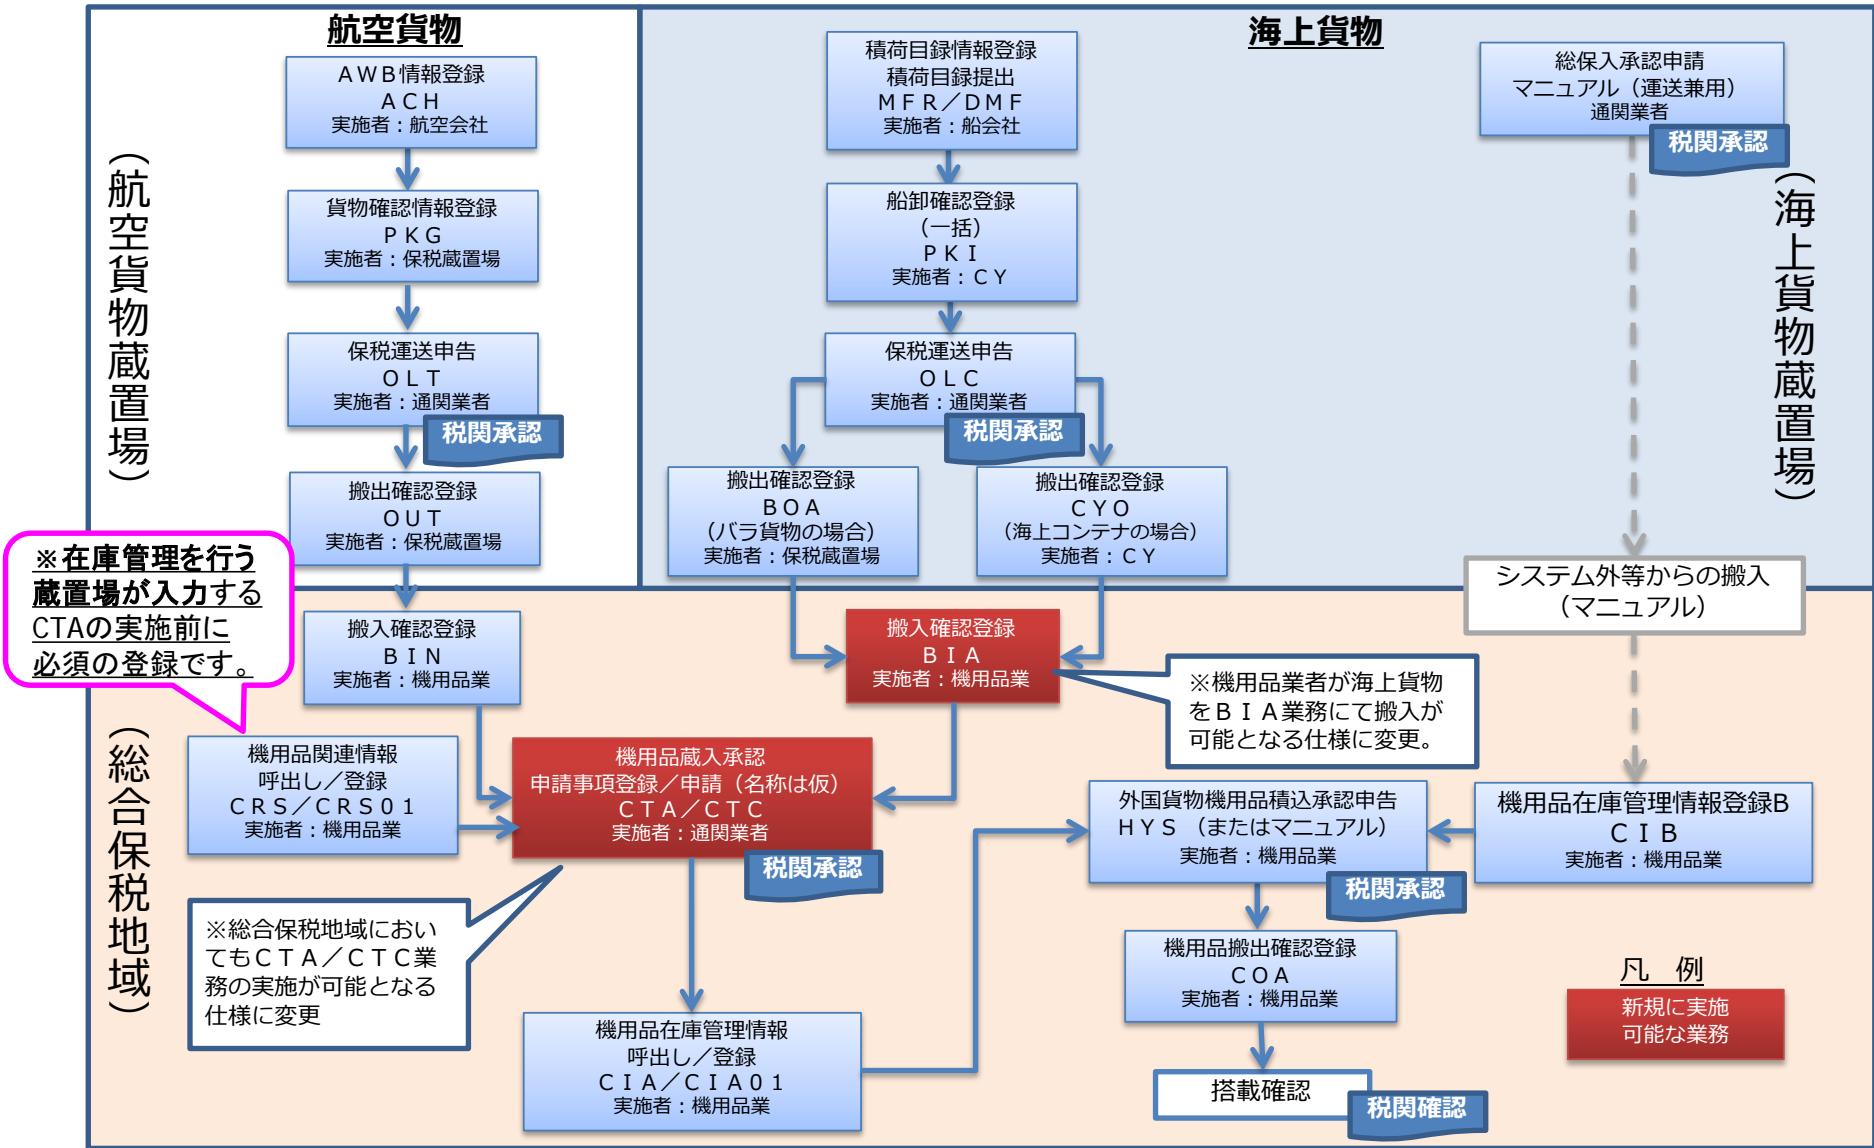 航空貨物
ＡＷＢ情報登録
ＡＣＨ
実施者：航空会社
貨物確認情報登録
ＰＫＧ
実施者：保税蔵置場
保税運送申告
ＯＬＴ
実施者：通関業者
税関承認
搬出確認登録
ＯＵＴ
実施者：保税蔵置場
（航空貨物蔵置場）
海上貨物
積荷目録情報登録
積荷目録提出
ＭＦＲ／ＤＭＦ
実施者：船会社
船卸確認登録
（一括）
ＰＫＩ
実施者：ＣＹ
保税運送申告
ＯＬＣ
実施者：通関業者
税関承認
搬出確認登録
ＢＯＡ
（バラ貨物の場合）
実施者：保税蔵置場
搬出確認登録
ＣＹＯ
（海上コンテナの場合）
実施者：ＣＹ
総保入承認申請
マニュアル（運送兼用）
通関業者
税関承認
（海上貨物蔵置場）
システム外等からの搬入
（マニュアル）
※在庫管理を行う
蔵置場が入力する
CTAの実施前に
必須の登録です。
搬入確認登録
ＢＩＮ
実施者：機用品業
搬入確認登録
ＢＩＡ
実施者：機用品業
※機用品業者が海上貨物
をＢＩＡ業務にて搬入が
可能となる仕様に変更。
（総合保税地域）
機用品関連情報
呼出し／登録
ＣＲＳ／ＣＲＳ０１
実施者：機用品業
機用品蔵入承認
申請事項登録／申請（名称は仮）
ＣＴＡ／ＣＴＣ
実施者：通関業者
税関承認
※総合保税地域におい
てもＣＴＡ／ＣＴＣ業
務の実施が可能となる
仕様に変更
機用品在庫管理情報
呼出し／登録
ＣＩＡ／ＣＩＡ０１
実施者：機用品業
外国貨物機用品積込承認申告
ＨＹＳ （またはマニュアル）
実施者：機用品業
税関承認
機用品在庫管理情報登録B
ＣＩＢ
実施者：機用品業
機用品搬出確認登録
ＣＯＡ
実施者：機用品業
搭載確認
税関確認
凡　例
新規に実施
可能な業務